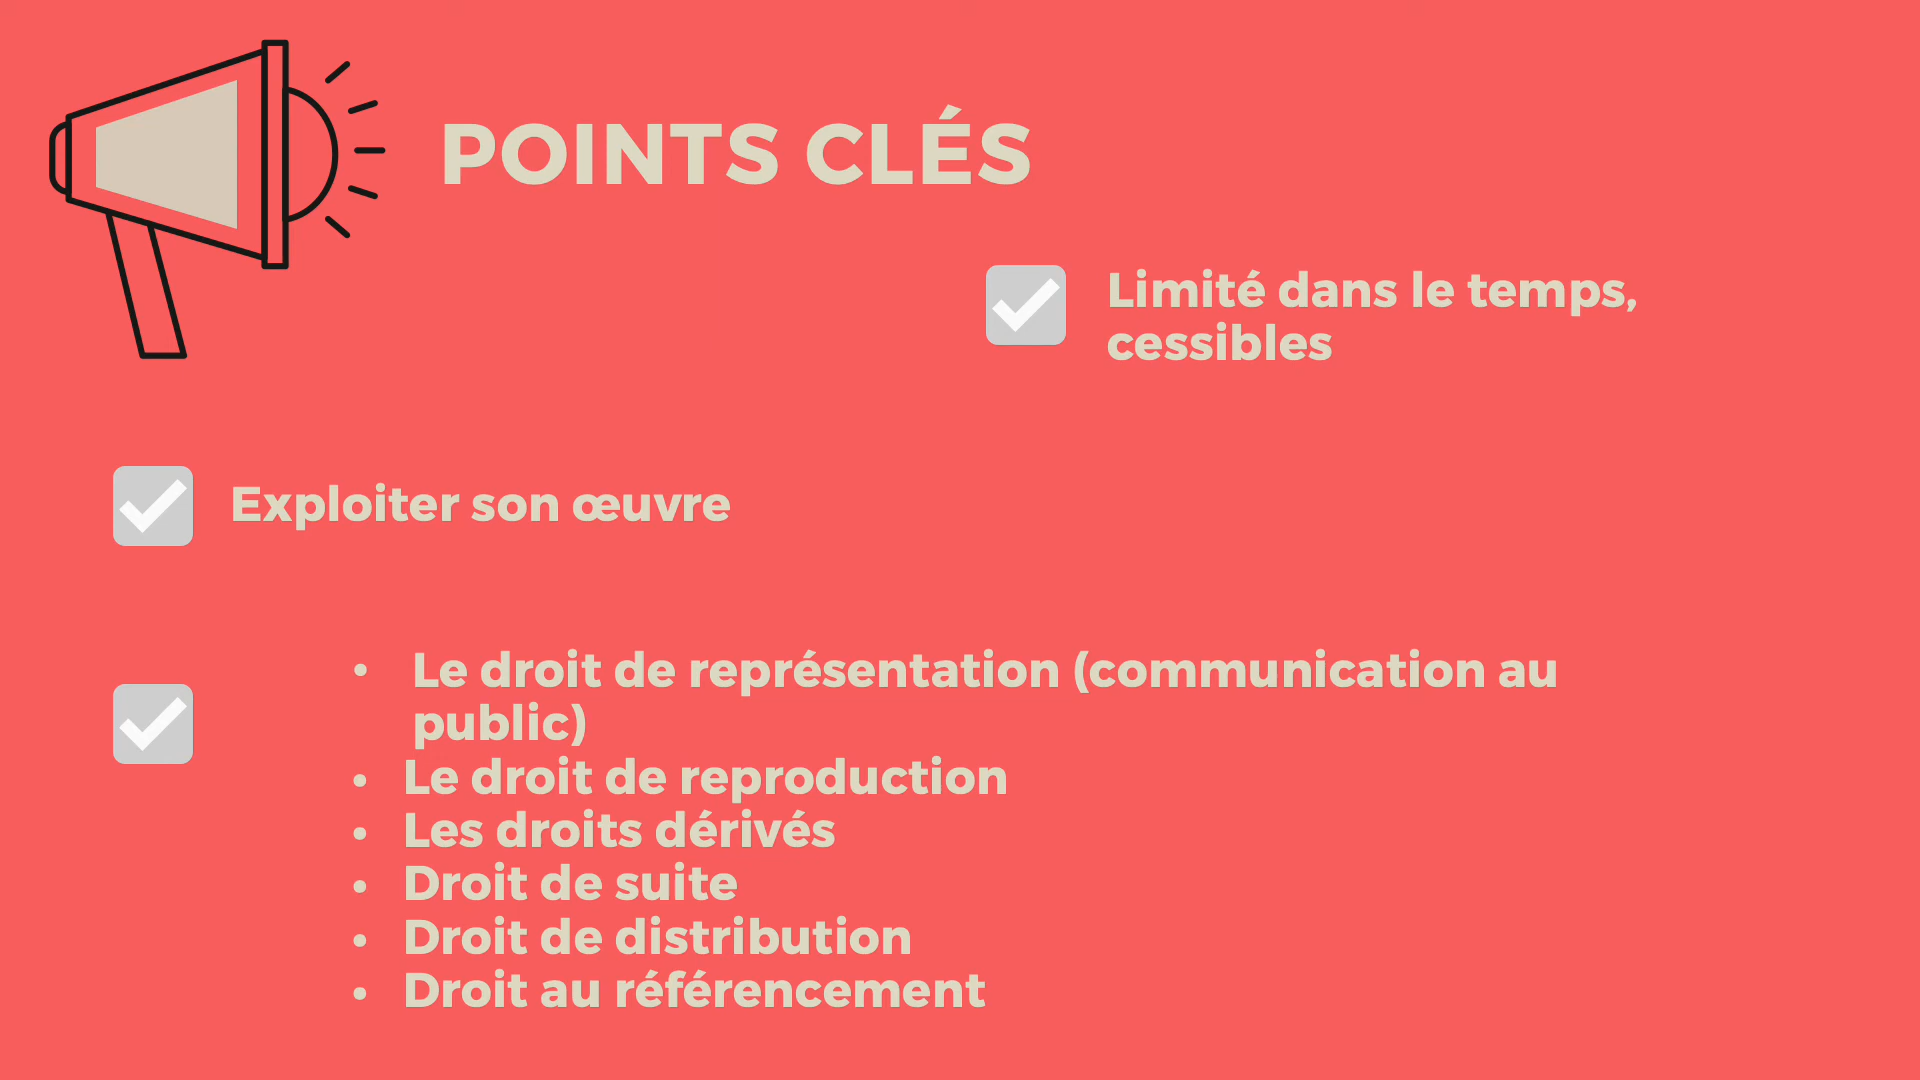 POINTS CLÉS
Limité dans le temps,
cessibles
Exploiter son œuvre
• Le droit de représentation (communication au
public)
• Le droit de reproduction
• Les droits dérivés
• Droit de suite
• Droit de distribution
• Droit au référencement